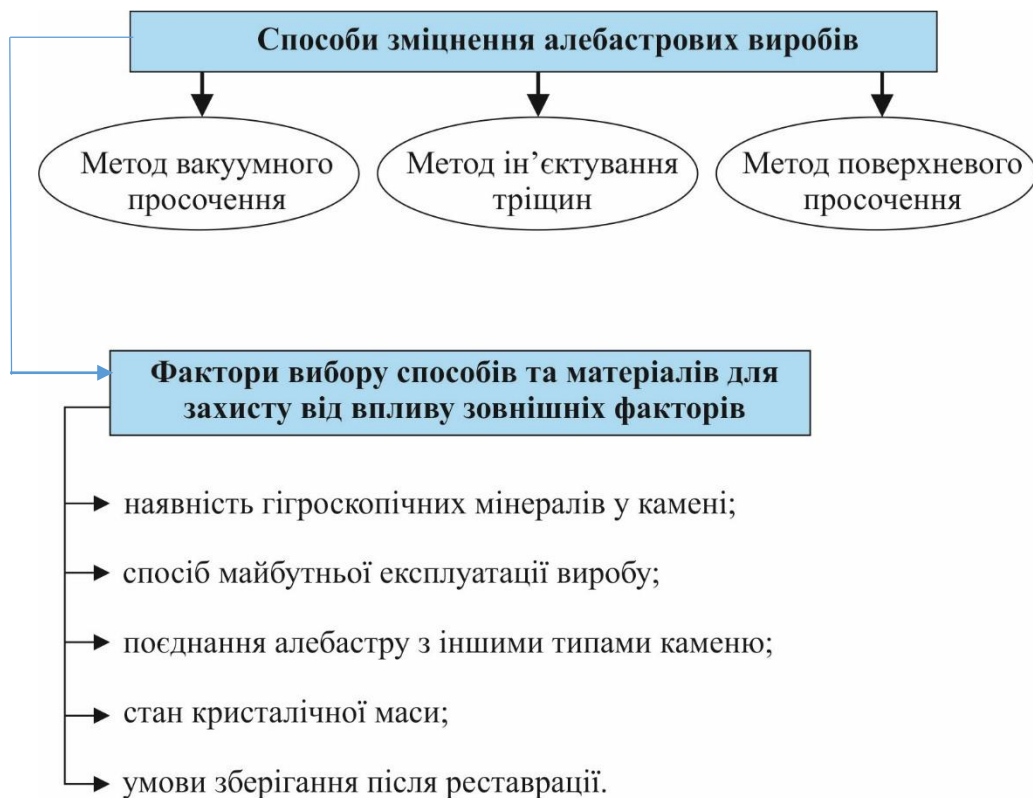 Способи зміцнення алебастрових виробів
Метод вакуумного
просочення
Метод ін’єктування
тріщин
Метод поверхневого
просочення
Фактори вибору способів та матеріалів для
захисту від впливу зовнішніх факторів
наявність гігроскопічних мінералів у камені;
спосіб майбутньої експлуатації виробу;
поєднання алебастру з іншими типами каменю;
стан кристалічної маси;
умови зберігання після реставрації.